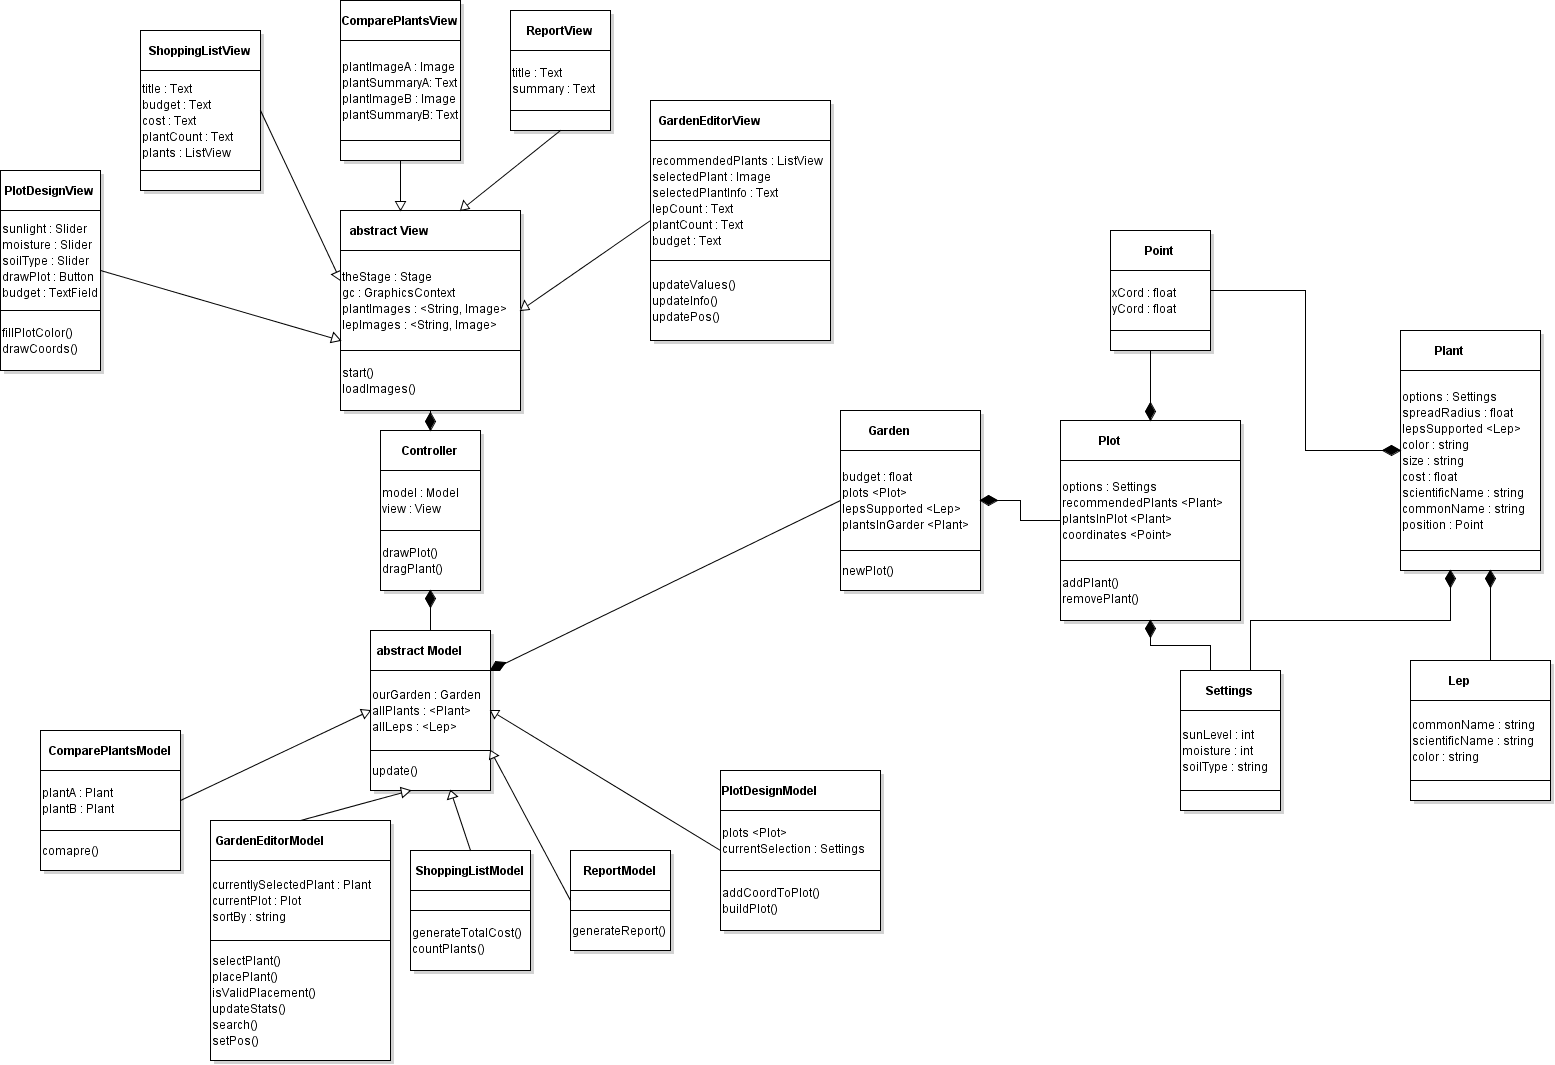 ComparePlantsView
plantImageA : Image
plantSummaryA: Text
plantImageB : Image
plantSummaryB: Text
ReportView
title : Text
summary : Text
ShoppingListView
title : Text
budget : Text
cost : Text
plantCount : Text
plants : ListView
GardenEditorView
recommendedPlants : ListView
selectedPlant : Image
selectedPlantInfo : Text
lepCount : Text
plantCount : Text
budget : Text
updateValues()
updateInfo()
updatePos()
PlotDesignView
sunlight : Slider
moisture : Slider
soilType : Slider
drawPlot : Button
budget : TextField
fillPlotColor()
drawCoords()
abstract View
theStage : Stage
gc : GraphicsContext
plantImages : <String, Image>
lepImages : <String, Image>
start()
loadImages()
Point
xCord : float
yCord : float
Plant
options : Settings
spreadRadius : float
lepsSupported <Lep>
color : string
size : string
cost : float
scientificName : string
commonName : string
position : Point
Controller
model : Model
view : View
drawPlot()
dragPlant()
Garden
budget : float
plots <Plot>
lepsSupported <Lep>
plantsInGarder <Plant>
newPlot()
Plot
options : Settings
recommendedPlants <Plant>
plantsInPlot <Plant>
coordinates <Point>
addPlant()
removePlant()
abstract Model
ourGarden : Garden
allPlants : <Plant>
allLeps : <Lep>
update()
Settings
sunLevel : int
moisture : int
soilType : string
Lep
commonName : string
scientificName : string
color : string
ComparePlantsModel
plantA : Plant
plantB : Plant
comapre()
GardenEditorModel
currentlySelectedPlant : Plant
currentPlot : Plot
sortBy : string
selectPlant()
placePlant()
isValidPlacement()
updateStats()
search()
setPos()
ShoppingListModel
generateTotalCost()
countPlants()
ReportModel
generateReport()
PlotDesignModel
plots <Plot>
currentSelection : Settings
addCoordToPlot()
buildPlot()